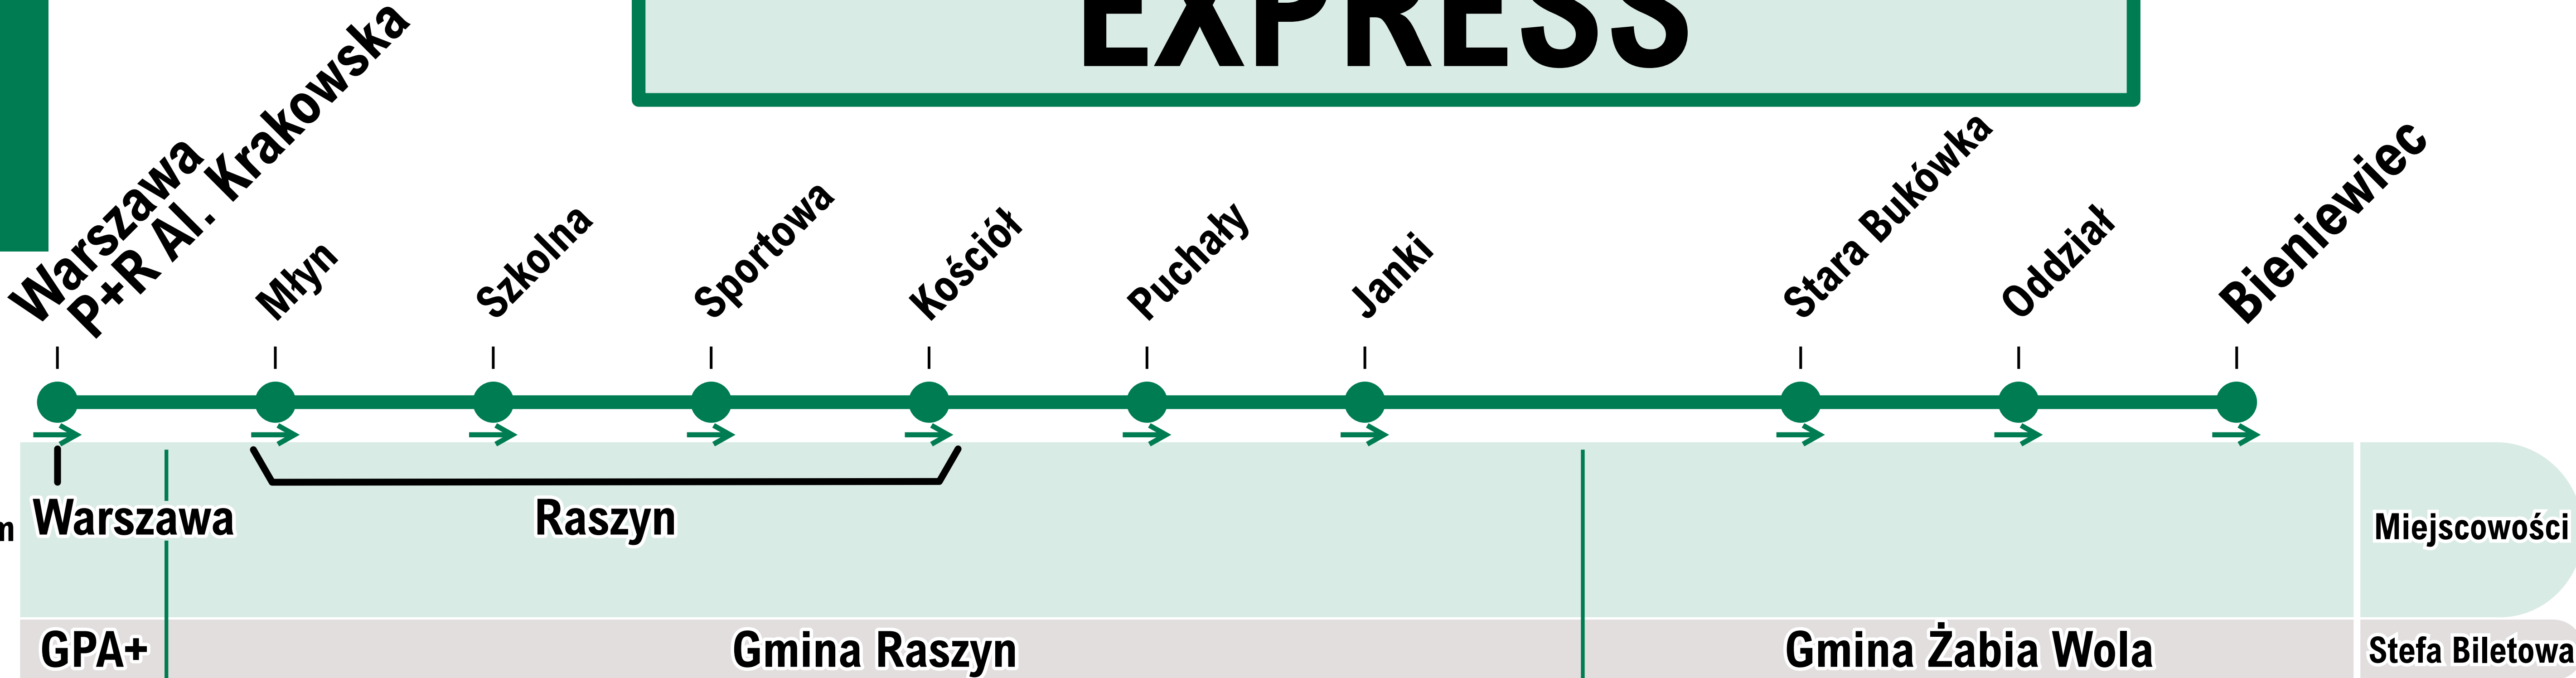 EXPRESS
Warszawa
P+R Al. Krakowska
Młyn
Szkolna
Sportowa
Kościół
Puchały
Janki
Stara Bukówka
Oddział
Bieniewiec
m
Warszawa
Raszyn
Miejscowości
GPA+
Gmina Raszyn
Gmina Żabia Wola
Stefa Biletowa